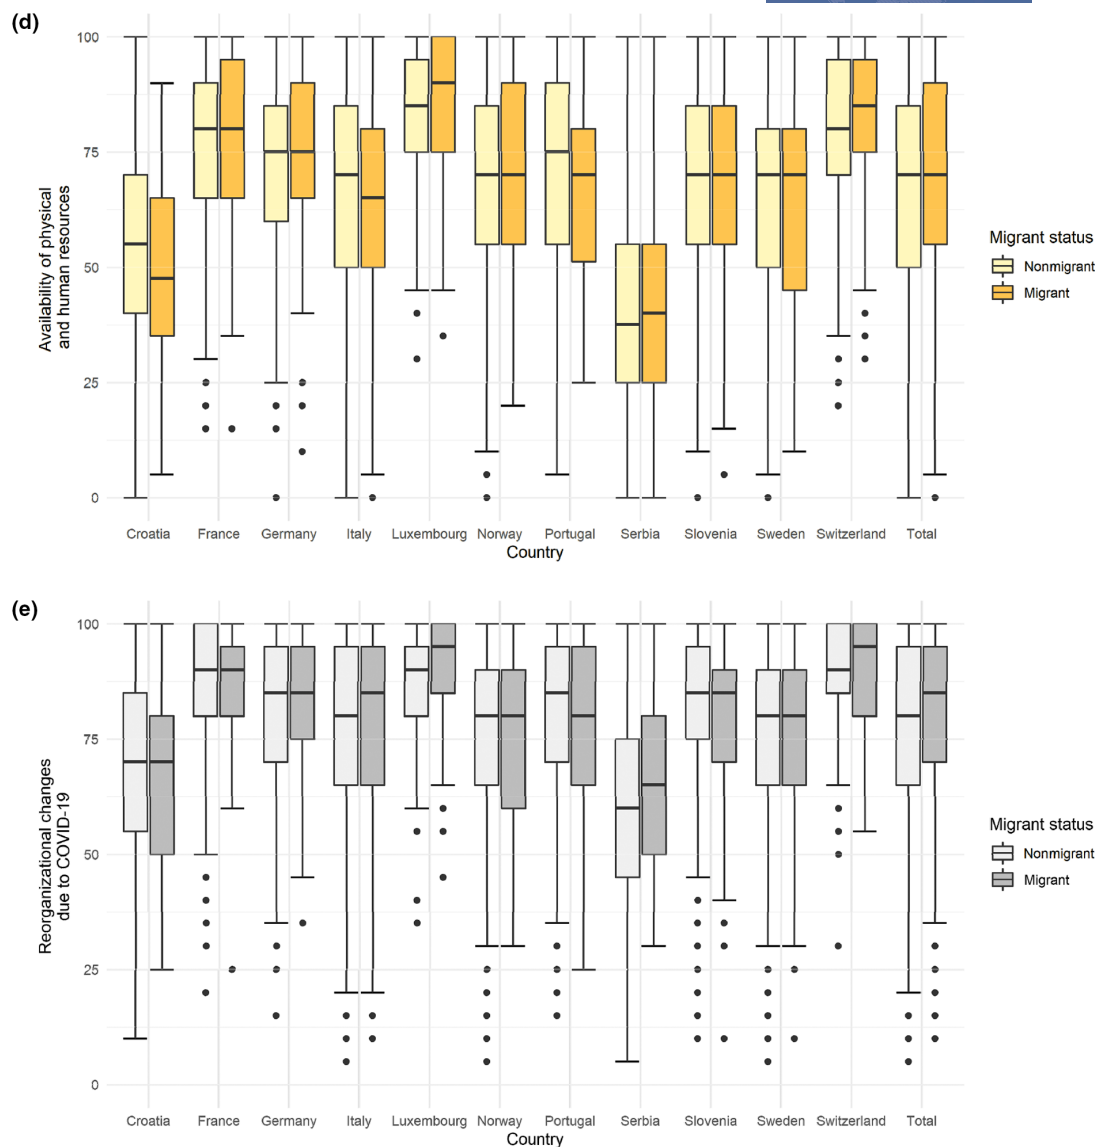 (d)
100
75
50
25
0
Availability of physical
and human resources
Croatia France Germany Italy Luxembourg Norway Portugal Serbia Slovenia Sweden Switzerland Total
Country
Migrant status
Nonmigrant
Migrant
(e)
100
75
50
25
0
Reorganizational changes
due to COVID-19
Croatia France Germany Italy Luxembourg Norway Portugal Serbia Slovenia Sweden Switzerland Total
Country
Migrant status
Nonmigrant
Migrant